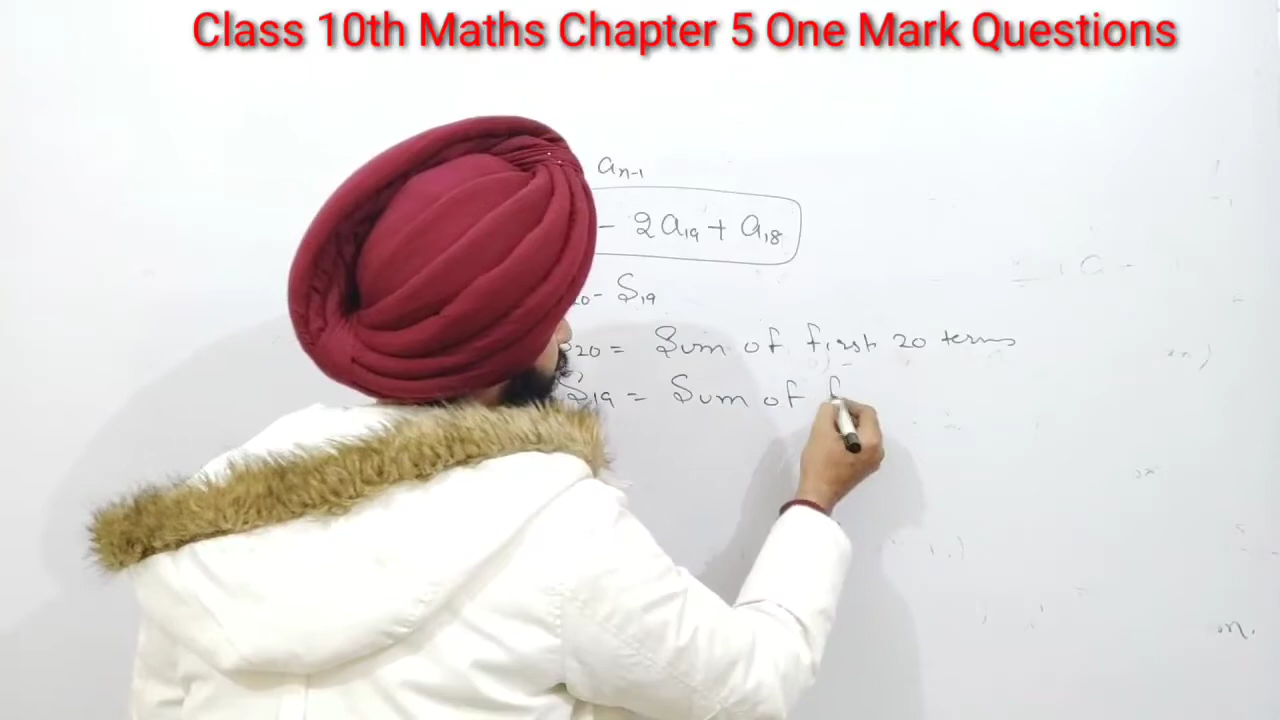 Class 10th Maths Chapter 5 One Mark Questions
aₙ₋₁
- 2a₁₉ + a₁₈
₂₀ - S₁₉
S₂₀ = Sum of first 20 terms
S₁₉ = Sum of f
m.